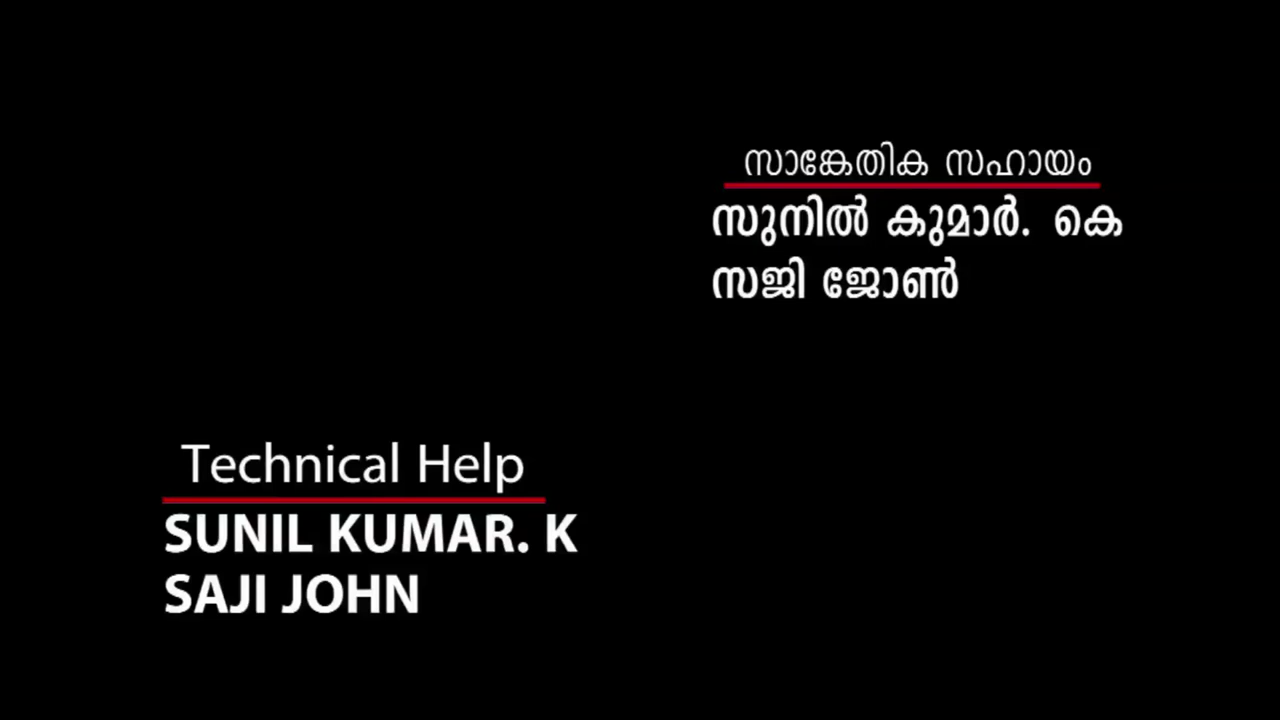 സാങ്കേതിക സഹായം
സുനിൽ കുമാർ. കെ
സജി ജോൺ
Technical Help
SUNIL KUMAR. K
SAJI JOHN